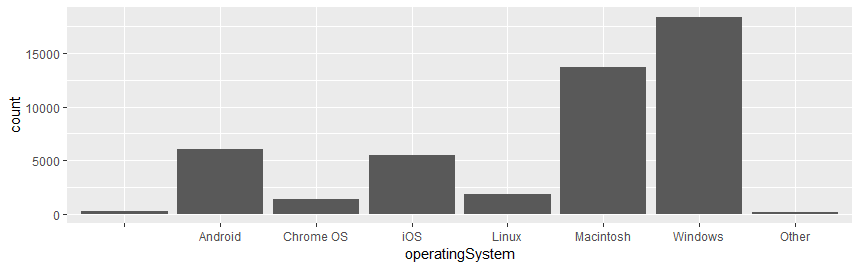 count
15000
10000
5000
0
Android Chrome OS iOS Linux Macintosh Windows Other
operatingSystem